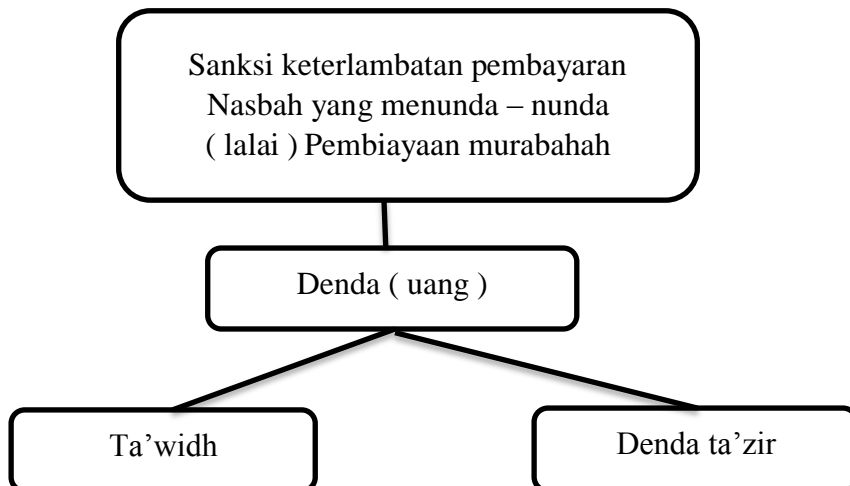 Sanksi keterlambatan pembayaran
Nasbah yang menunda – nunda
( lalai ) Pembiayaan murabahah
Denda ( uang )
Ta’widh
Denda ta’zir